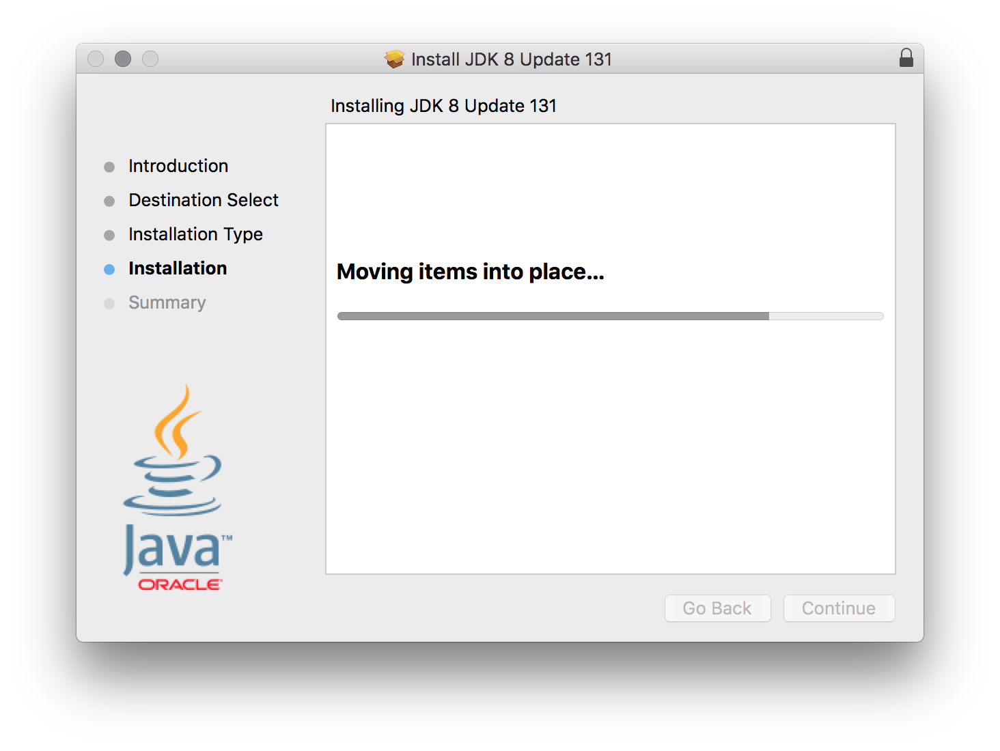 Install JDK 8 Update 131
Installing JDK 8 Update 131
Introduction
Destination Select
Installation Type
Installation
Summary
Moving items into place...
Java™
ORACLE
Go Back
Continue